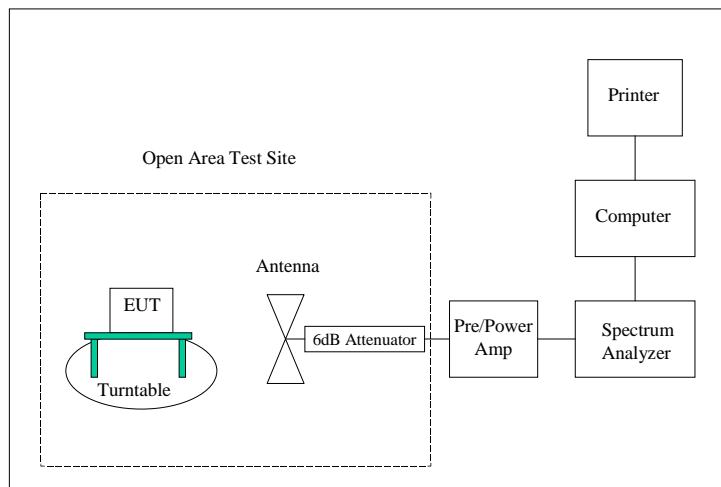 Printer
Open Area Test Site
Computer
Antenna
EUT
6dB Attenuator
Pre/Power
Amp
Spectrum
Analyzer
Turntable